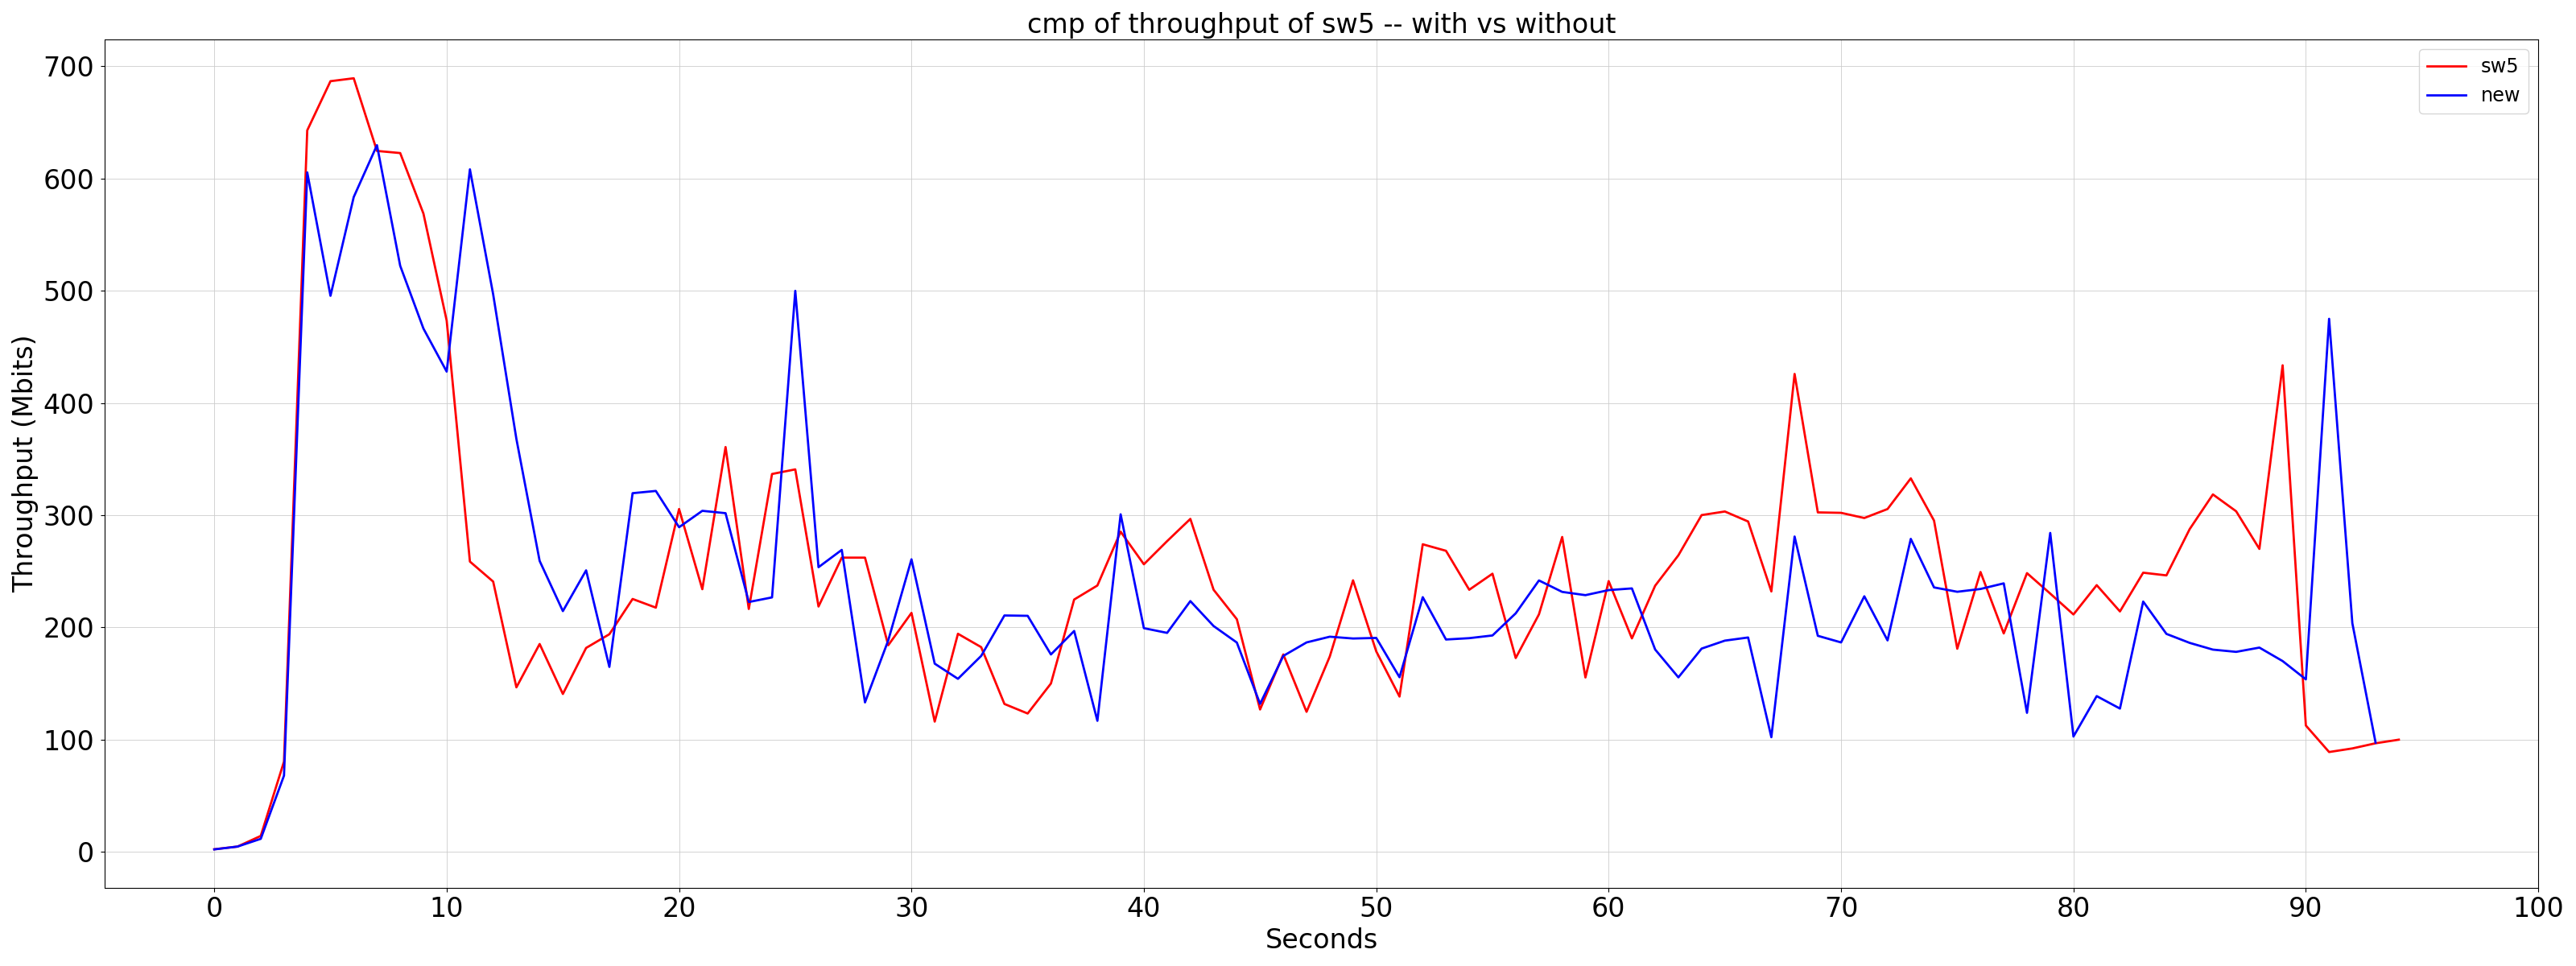 cmp of throughput of sw5 -- with vs without
sw5
new
Throughput (Mbits)
700
600
500
400
300
200
100
0
0 10 20 30 40 50 60 70 80 90 100
Seconds